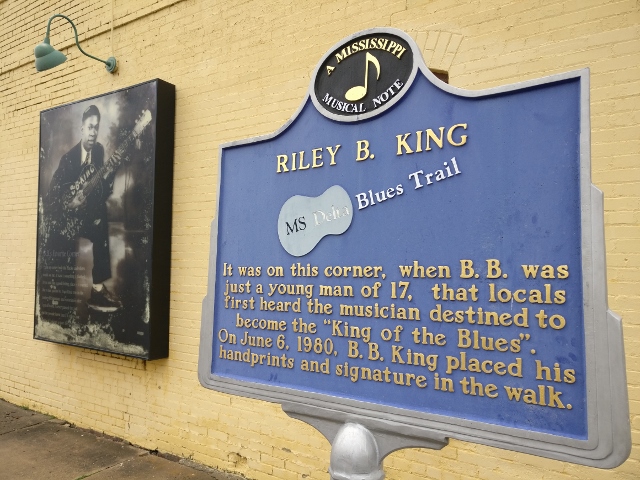 A MISSISSIPPI
MUSICAL NOTE
RILEY B. KING
MS Delta Blues Trail
It was on this corner, when B.B. was
just a young man of 17, that locals
first heard the musician destined to
become the "King of the Blues".
On June 6, 1980, B.B. King placed his
handprints and signature in the walk.